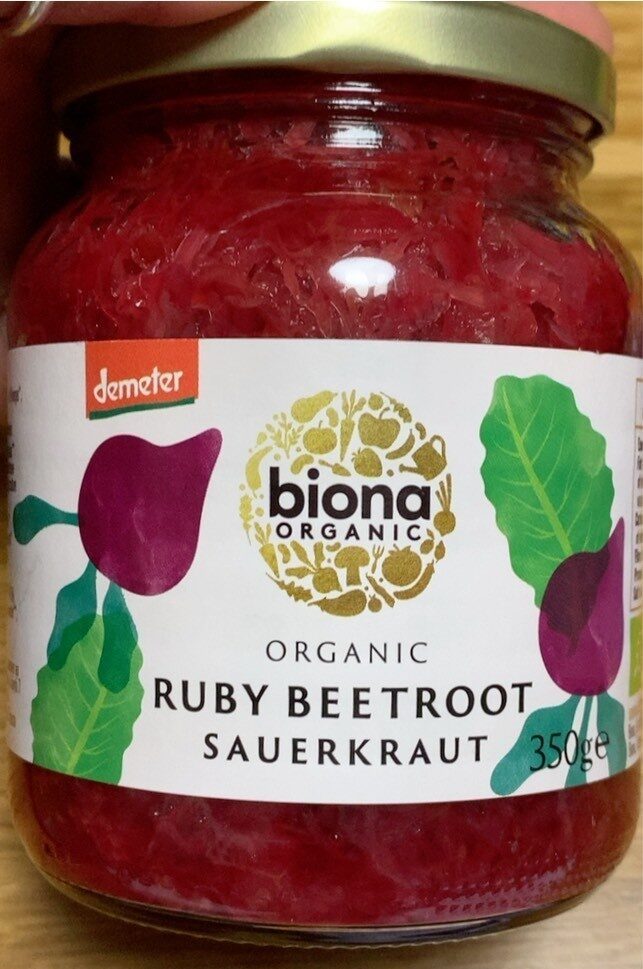 demeter
biona
ORGANIC
ORGANIC
RUBY BEETROOT
SAUERKRAUT
350g℮